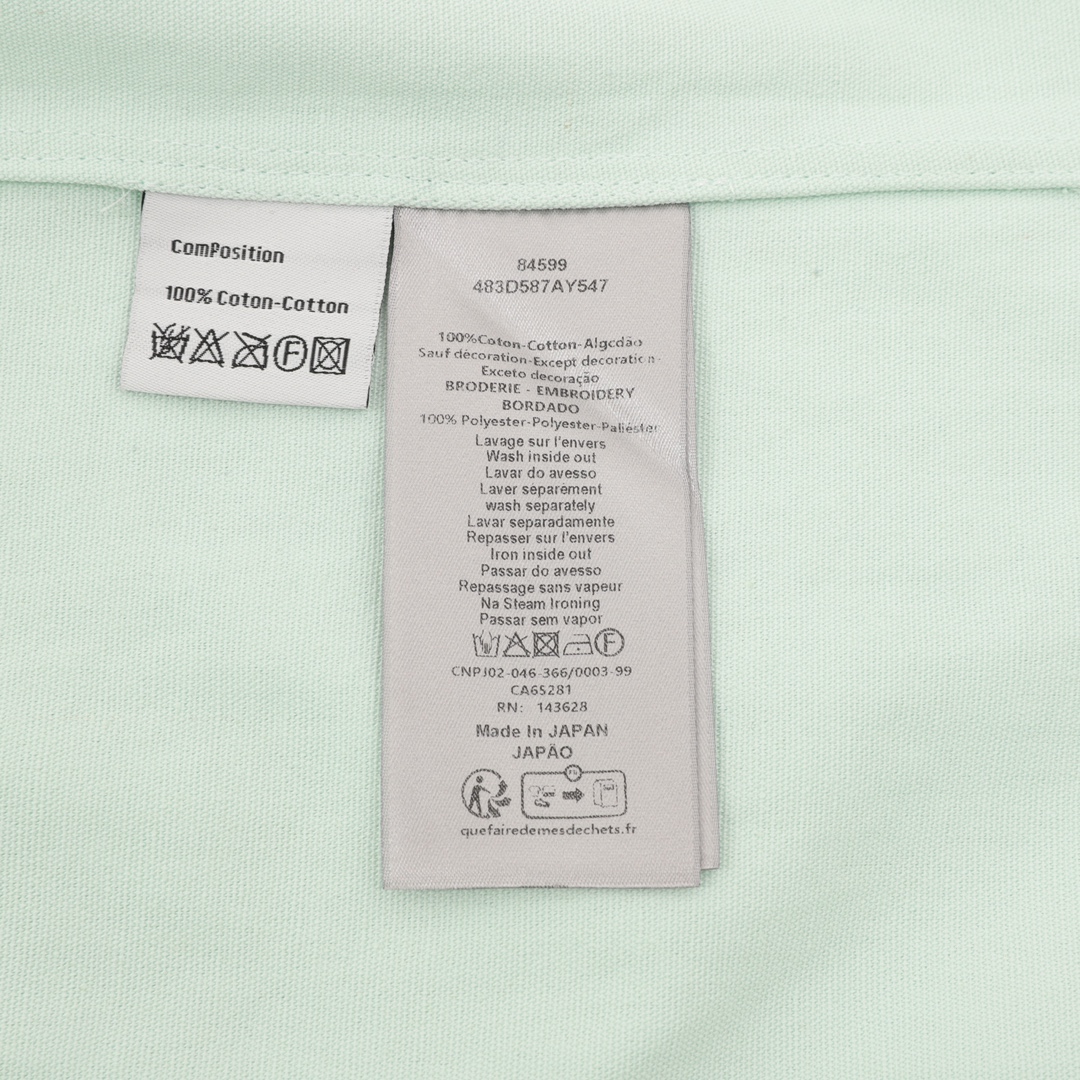 ComPosition
100% Coton-Cotton
F
84599
483D587AY547
100%Coton-Cotton-Algcdão
Sauf décoration-Except decoration-
Exceto decoração
BRODERIE - EMBROIDERY
BORDADO
100% Polyester-Polyester-Paliéster
Lavage sur l'envers
Wash inside out
Lavar do avesso
Laver séparément
wash separately
Lavar separadamente
Repasser sur l'envers
Iron inside out
Passar do avesso
Repassage sans vapeur
Na Steam Ironing
Passar sem vapor
F
CNPJ02-046-366/0003-99
CA65281
RN: 143628
Made In JAPAN
JAPÃO
quefairedemesdechets.fr